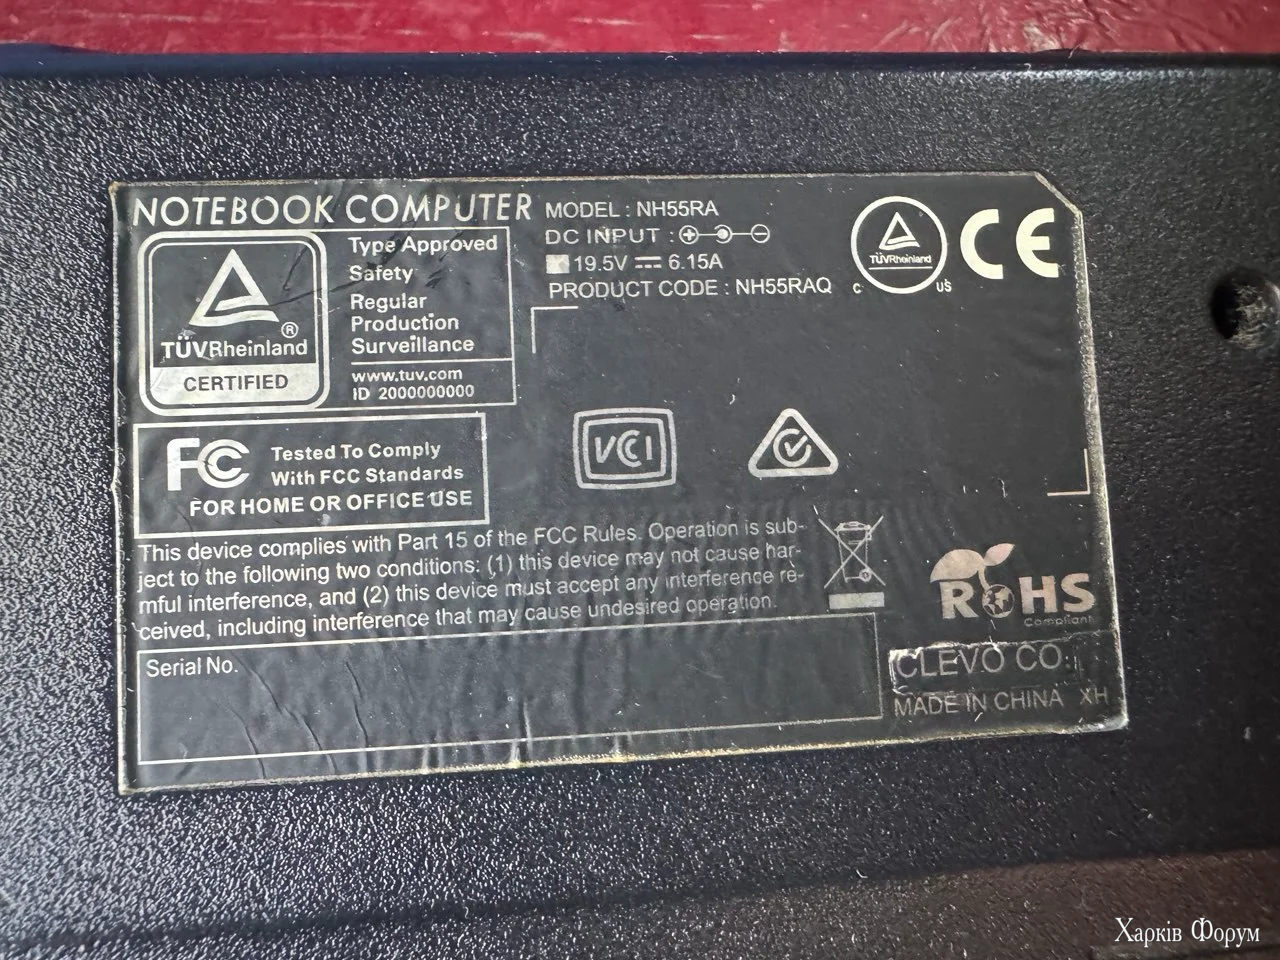 NOTEBOOK COMPUTER
MODEL : NH55RA
DC INPUT :
19.5V 6.15A
PRODUCT CODE : NH55RAQ
TÜVRheinland
C US
CE
®
TÜVRheinland
CERTIFIED
Type Approved
Safety
Regular
Production
Surveillance
www.tuv.com
ID 2000000000
FC
Tested To Comply
With FCC Standards
FOR HOME OR OFFICE USE
VCCI
This device complies with Part 15 of the FCC Rules. Operation is sub-
ject to the following two conditions: (1) this device may not cause har-
mful interference, and (2) this device must accept any interference re-
ceived, including interference that may cause undesired operation.
RoHS
Compliant
Serial No.
CLEVO CO.
MADE IN CHINA XH
Харків Форум